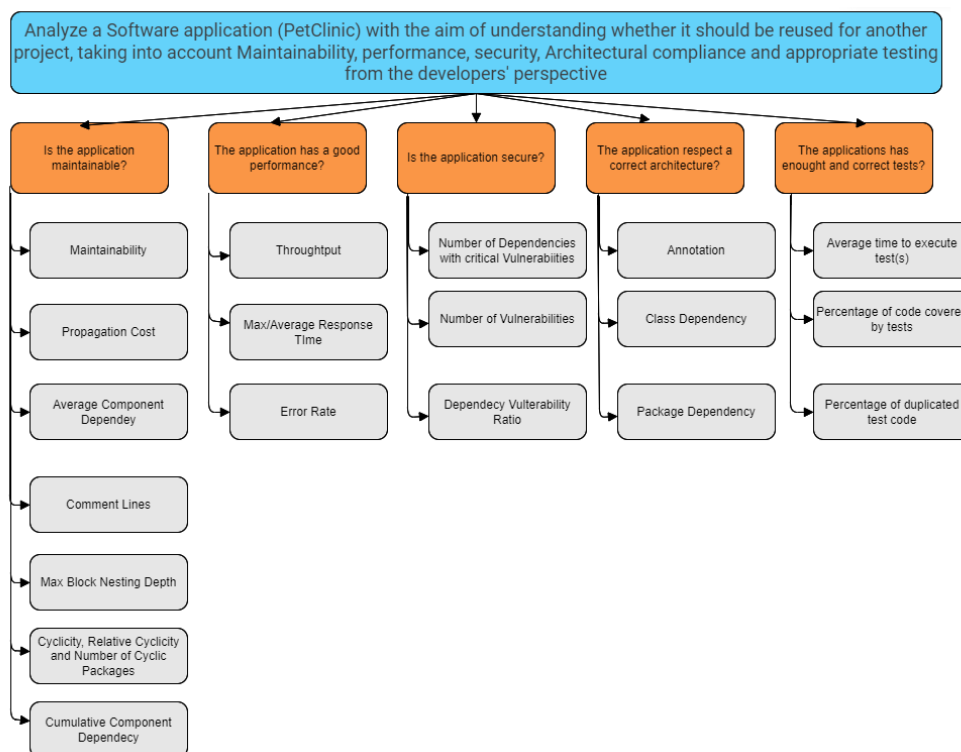 Analyze a Software application (PetClinic) with the aim of understanding whether it should be reused for another
project, taking into account Maintainability, performance, security, Architectural compliance and appropriate testing
from the developers' perspective
Is the application
maintainable?
The application has a good
performance?
Is the application secure?
The application respect a
correct architecture?
The applications has
enought and correct tests?
Maintainability
Propagation Cost
Average Component
Dependey
Comment Lines
Max Block Nesting Depth
Cyclicity, Relative Cyclicity
and Number of Cyclic
Packages
Cumulative Component
Dependecy
Throughtput
Max/Average Response
TIme
Error Rate
Number of Dependencies
with critical Vulnerabiities
Number of Vulnerabilities
Dependecy Vulterability
Ratio
Annotation
Class Dependency
Package Dependency
Average time to execute
test(s)
Percentage of code covere
by tests
Percentage of duplicated
test code